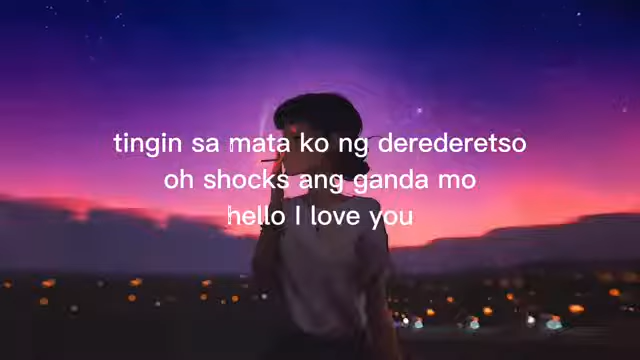 tingin sa mata ko ng derederetso
oh shocks ang ganda mo
hello I love you